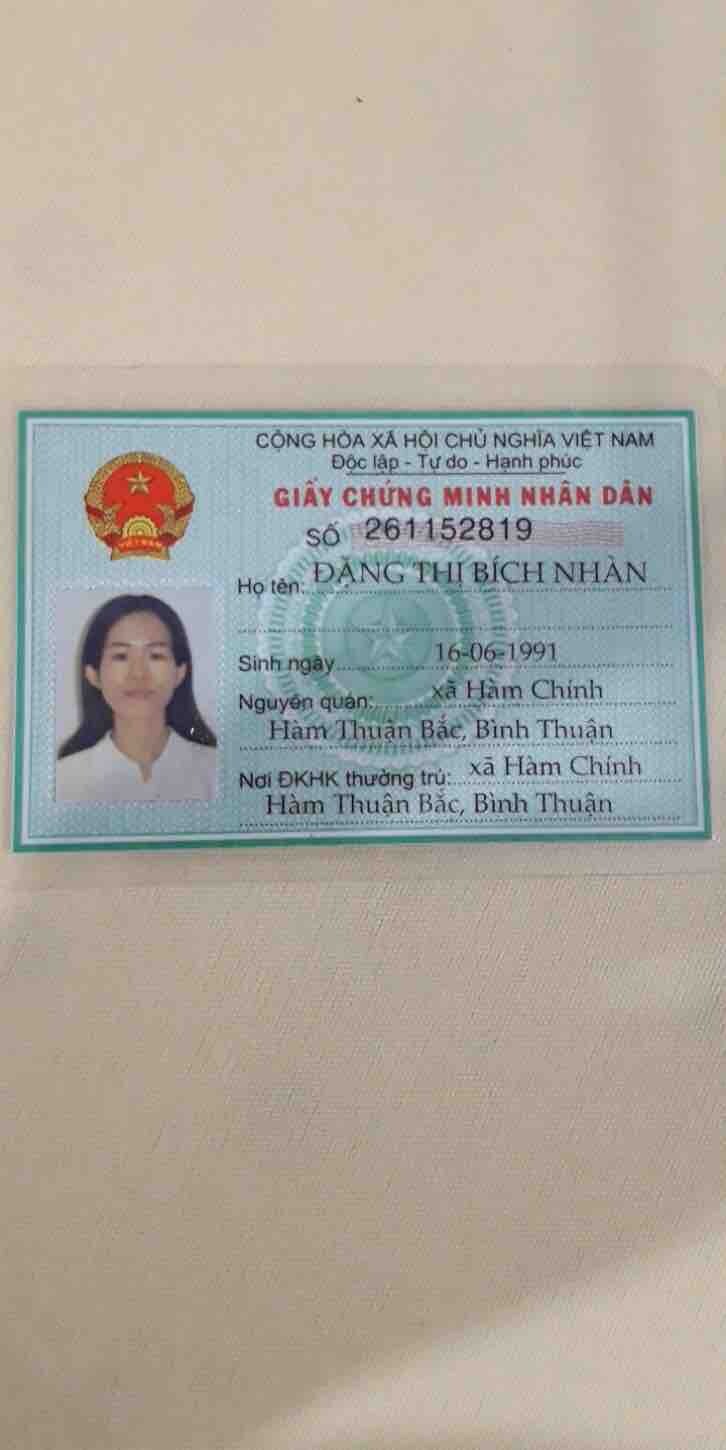 CỘNG HÒA XÃ HỘI CHỦ NGHĨA VIỆT NAM
Độc lập - Tự do - Hạnh phúc
GIẤY CHỨNG MINH NHÂN DÂN
SỐ 261152819
Họ tên: ĐẶNG THỊ BÍCH NHÀN
Sinh ngày 16-06-1991
Nguyên quán: xã Hàm Chính
Hàm Thuận Bắc, Bình Thuận
Nơi ĐKHK thường trú: xã Hàm Chính
Hàm Thuận Bắc, Bình Thuận
VIỆT NAM